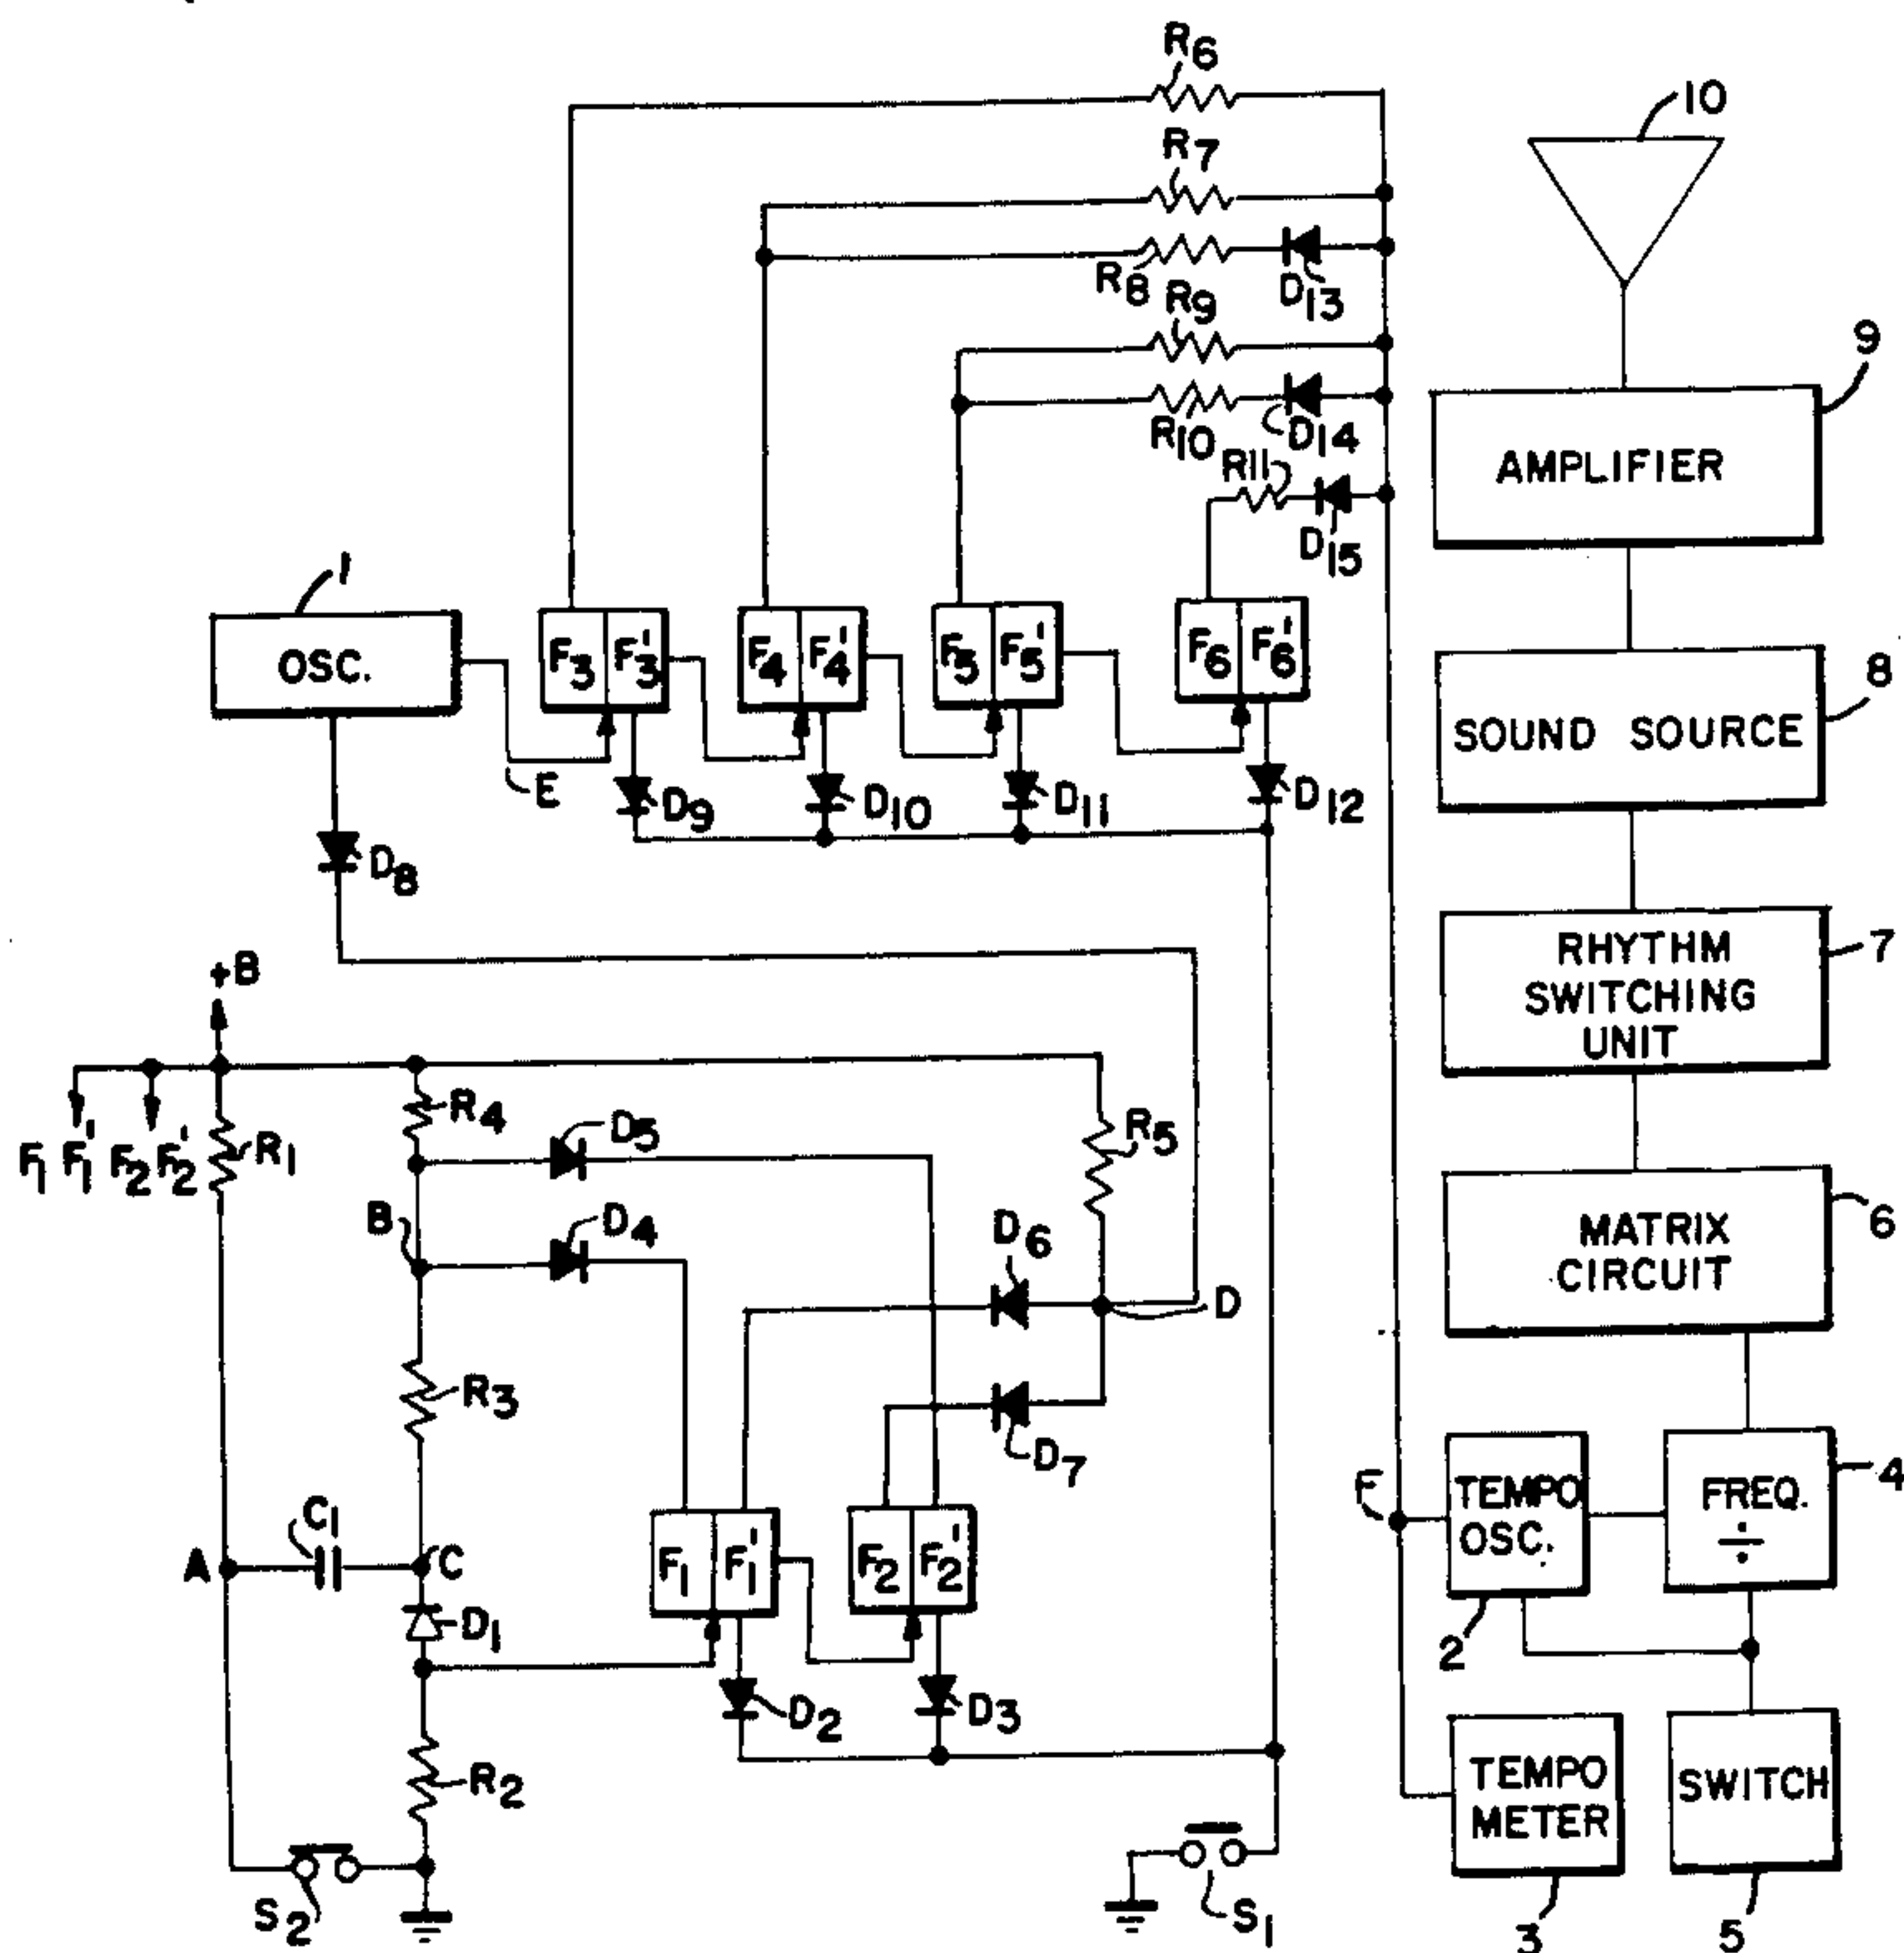 R6
10
R7
R8
D13
R9
9
R10
D14
AMPLIFIER
R11
D15
1
OSC.
F3 F3'
F4 F4'
F5 F5'
F6 F6'
8
SOUND SOURCE
E
D9
D10
D11
D12
D8
+B
RHYTHM
SWITCHING
UNIT
7
R4
D5
R5
F1 F1' F2 F2'
R1
B
D4
D6
D
MATRIX
CIRCUIT
6
R3
D7
F
TEMPO
OSC.
FREQ.
÷
4
C1
A
C
F1 F1'
F2 F2'
D1
2
D2
D3
R2
TEMPO
METER
SWITCH
S2
S1
3
5